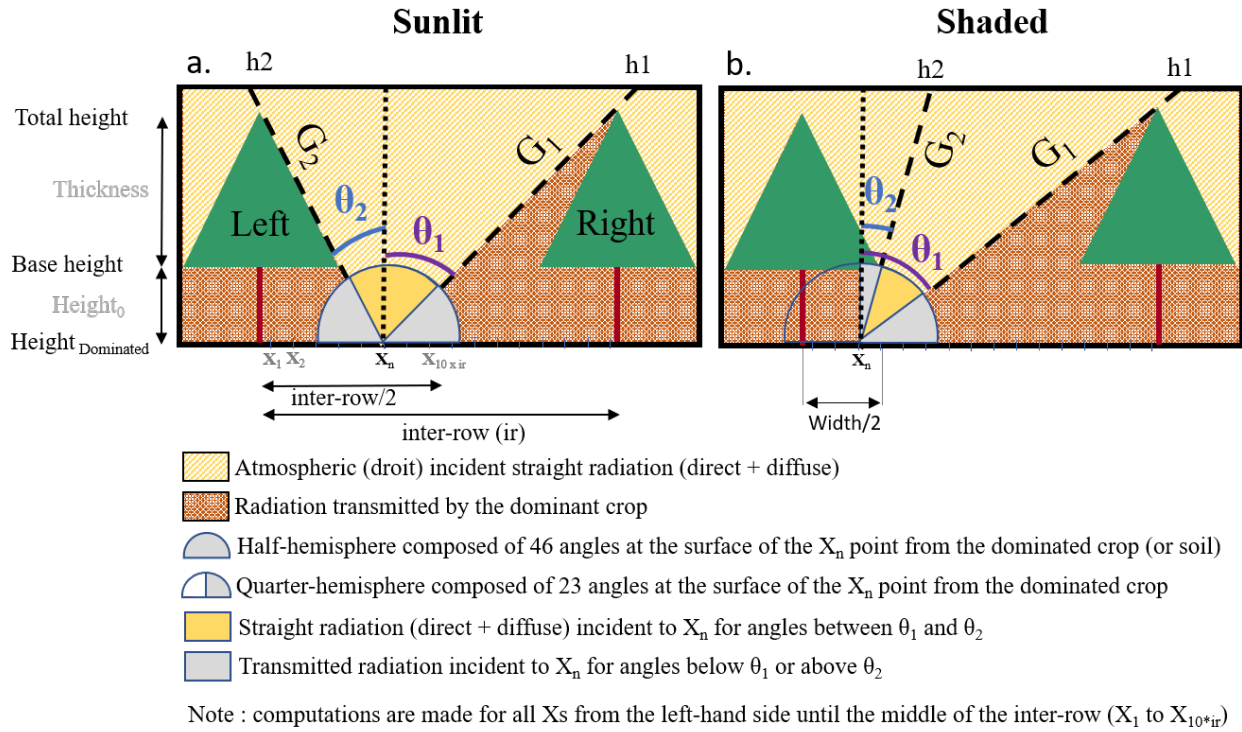 Sunlit
Shaded
a.
h2
h1
b.
h2
h1
Total height
Thickness
Base height
Height0
Height Dominated
G2
G1
θ2
θ1
Left
Right
G2
G1
θ2
θ1
X1 X2
Xn
X10 x ir
inter-row/2
inter-row (ir)
Xn
Width/2
Atmospheric (droit) incident straight radiation (direct + diffuse)
Radiation transmitted by the dominant crop
Half-hemisphere composed of 46 angles at the surface of the Xn point from the dominated crop (or soil)
Quarter-hemisphere composed of 23 angles at the surface of the Xn point from the dominated crop
Straight radiation (direct + diffuse) incident to Xn for angles between θ1 and θ2
Transmitted radiation incident to Xn for angles below θ1 or above θ2
Note : computations are made for all Xs from the left-hand side until the middle of the inter-row (X1 to X10*ir)